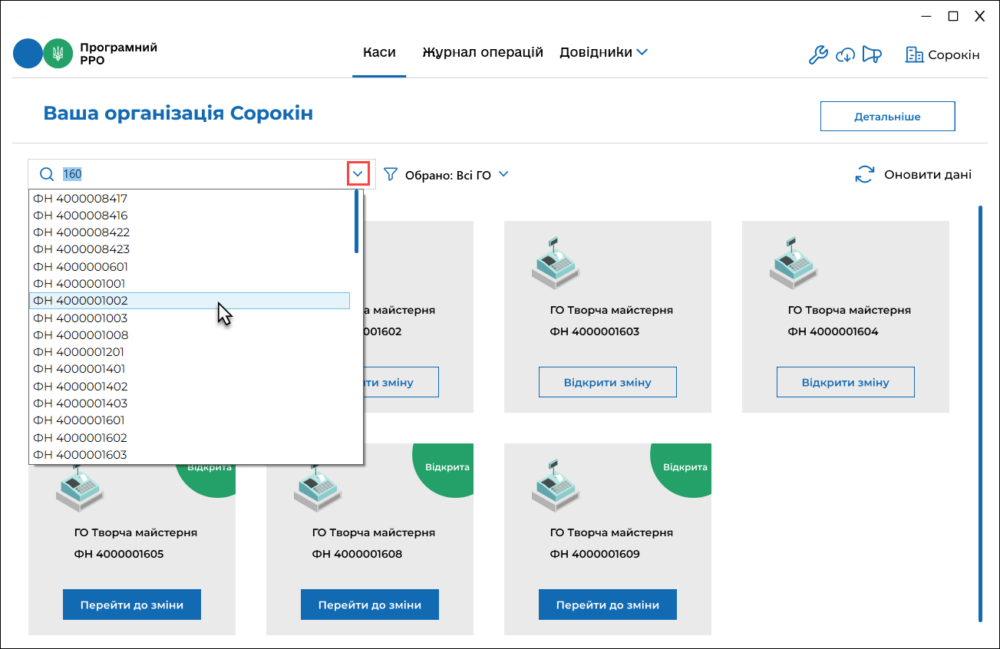 X
Програмний
РРО
Каси
Журнал операцій
Довідники
Сорокін
Ваша організація Сорокін
Детальніше
160
Обрано: Всі ГО
Оновити дані
ФН 4000008417
ФН 4000008416
ФН 4000008422
ФН 4000008423
ФН 4000000601
ФН 4000001001
ФН 4000001002
ФН 4000001003
ФН 4000001008
ФН 4000001201
ФН 4000001401
ФН 4000001402
ФН 4000001403
ФН 4000001601
ФН 4000001602
ФН 4000001603
а майстерня
001602
ти зміну
ГО Творча майстерня
ФН 4000001603
Відкрити зміну
ГО Творча майстерня
ФН 4000001604
Відкрити зміну
Відкрита
ГО Творча майстерня
ФН 4000001605
Перейти до зміни
Відкрита
ГО Творча майстерня
ФН 4000001608
Перейти до зміни
Відкрита
ГО Творча майстерня
ФН 4000001609
Перейти до зміни